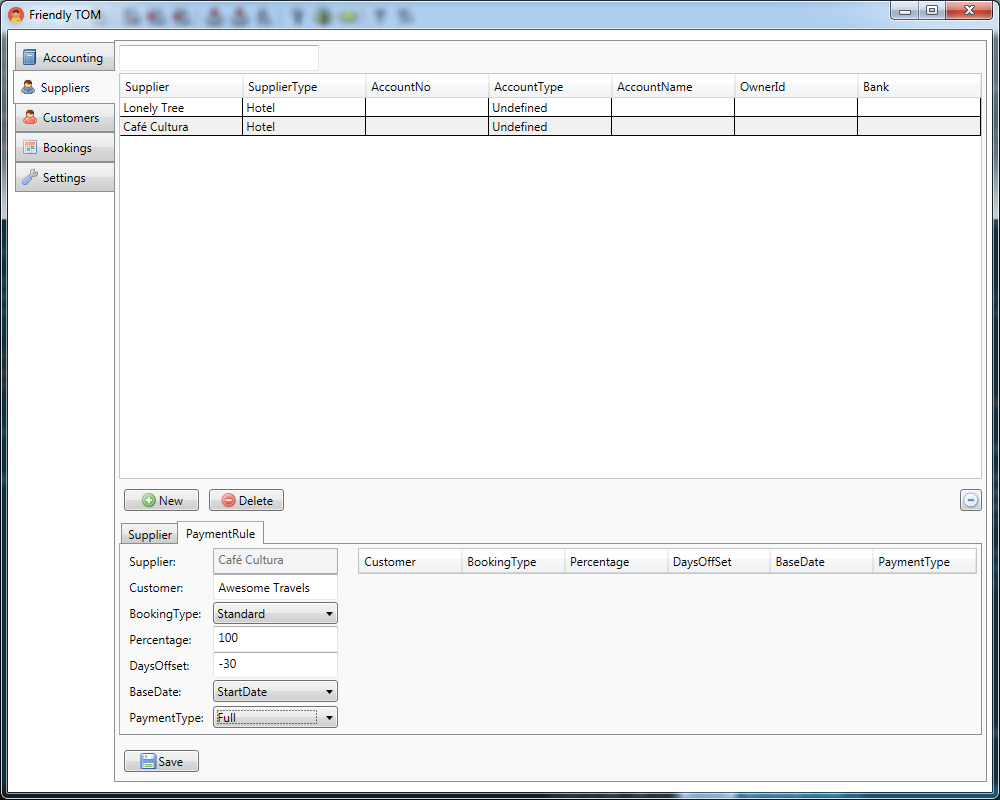 Friendly TOM
Accounting
Suppliers
Customers
Bookings
Settings
Supplier SupplierType AccountNo AccountType AccountName OwnerId Bank
Lonely Tree Hotel Undefined
Café Cultura Hotel Undefined
New Delete
Supplier PaymentRule
Supplier: Café Cultura
Customer: Awesome Travels
BookingType: Standard
Percentage: 100
DaysOffset: -30
BaseDate: StartDate
PaymentType: Full
Customer BookingType Percentage DaysOffSet BaseDate PaymentType
Save